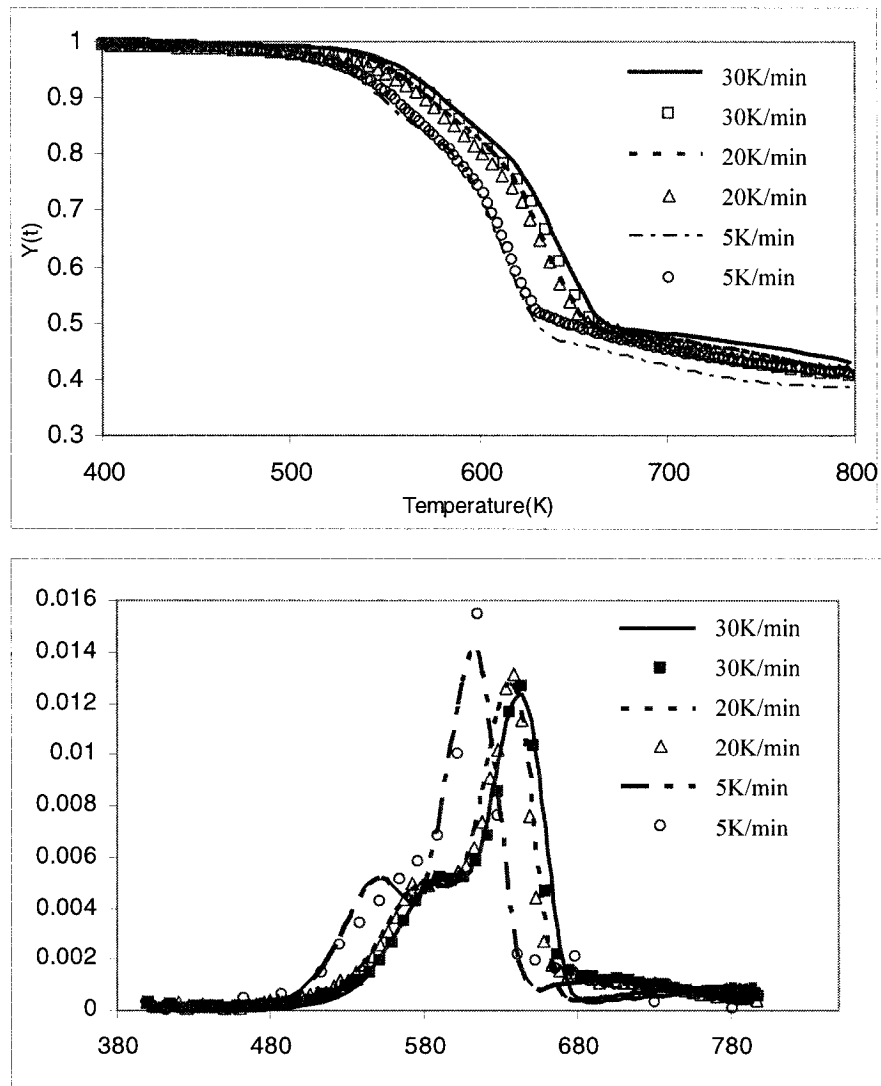 1
0.9
0.8
0.7
0.6
0.5
0.4
0.3
Y(t)
400
500
600
700
800
Temperature(K)
30K/min
30K/min
20K/min
20K/min
5K/min
5K/min
0.016
0.014
0.012
0.01
0.008
0.006
0.004
0.002
0
380
480
580
680
780
30K/min
30K/min
20K/min
20K/min
5K/min
5K/min